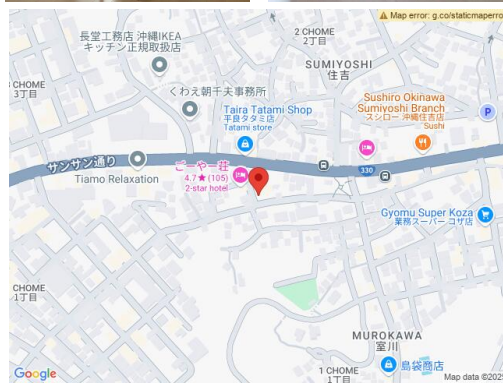 Map error: g.co/staticmaperro
長堂工務店 沖縄IKEA
キッチン正規取扱店
2 CHOME
2丁目
SUMIYOSHI
住吉
CHOME
3丁目
くわえ朝千夫事務所
Taira Tatami Shop
平良タタミ店
Tatami store
Sushiro Okinawa
Sumiyoshi Branch
スシロー 沖縄住吉店
Sushi
P
サンサン通り
Tiamo Relaxation
ごーやー荘
4.7★(105)
2-star hotel
330
Gyomu Super Koza
業務スーパー コザ店
CHOME
1丁目
MUROKAWA
室川
1 CHOME
1丁目
島袋商店
Google
Map data ©202